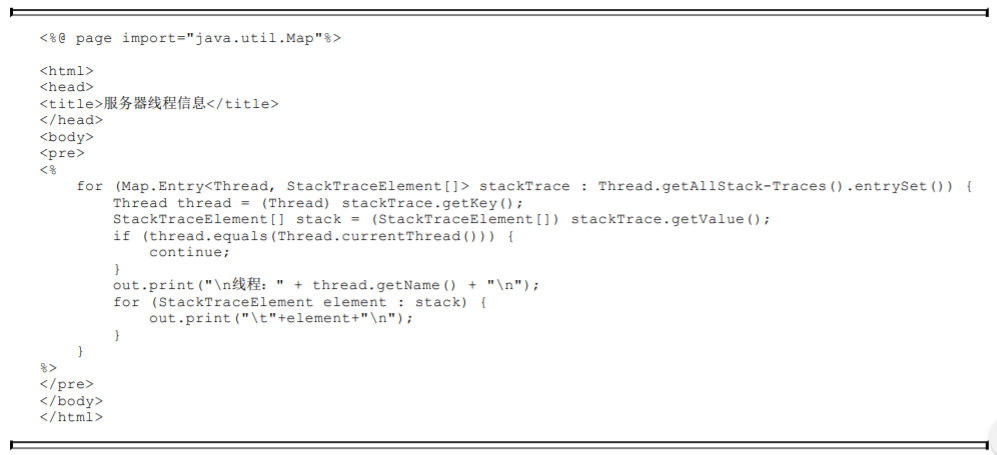 <%@ page import="java.util.Map"%>
<html>
<head>
<title>服务器线程信息</title>
</head>
<body>
<pre>
<%
for (Map.Entry<Thread, StackTraceElement[]> stackTrace : Thread.getAllStack-Traces().entrySet()) {
Thread thread = (Thread) stackTrace.getKey();
StackTraceElement[] stack = (StackTraceElement[]) stackTrace.getValue();
if (thread.equals(Thread.currentThread())) {
continue;
}
out.print("\n线程：" + thread.getName() + "\n");
for (StackTraceElement element : stack) {
out.print("\t"+element+"\n");
}
}
%>
</pre>
</body>
</html>